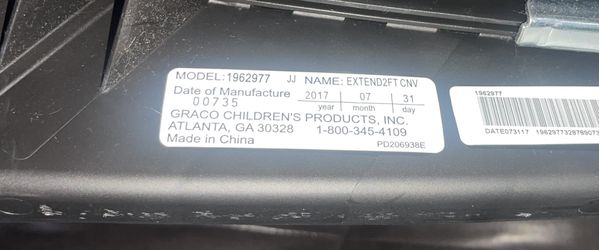 MODEL: 1962977 JJ NAME: EXTEND2FT CNV
Date of Manufacture 2017 07 31
00735 year month day
GRACO CHILDREN'S PRODUCTS, INC.
ATLANTA, GA 30328 1-800-345-4109
Made in China PD206938E
1962977
DATE073117